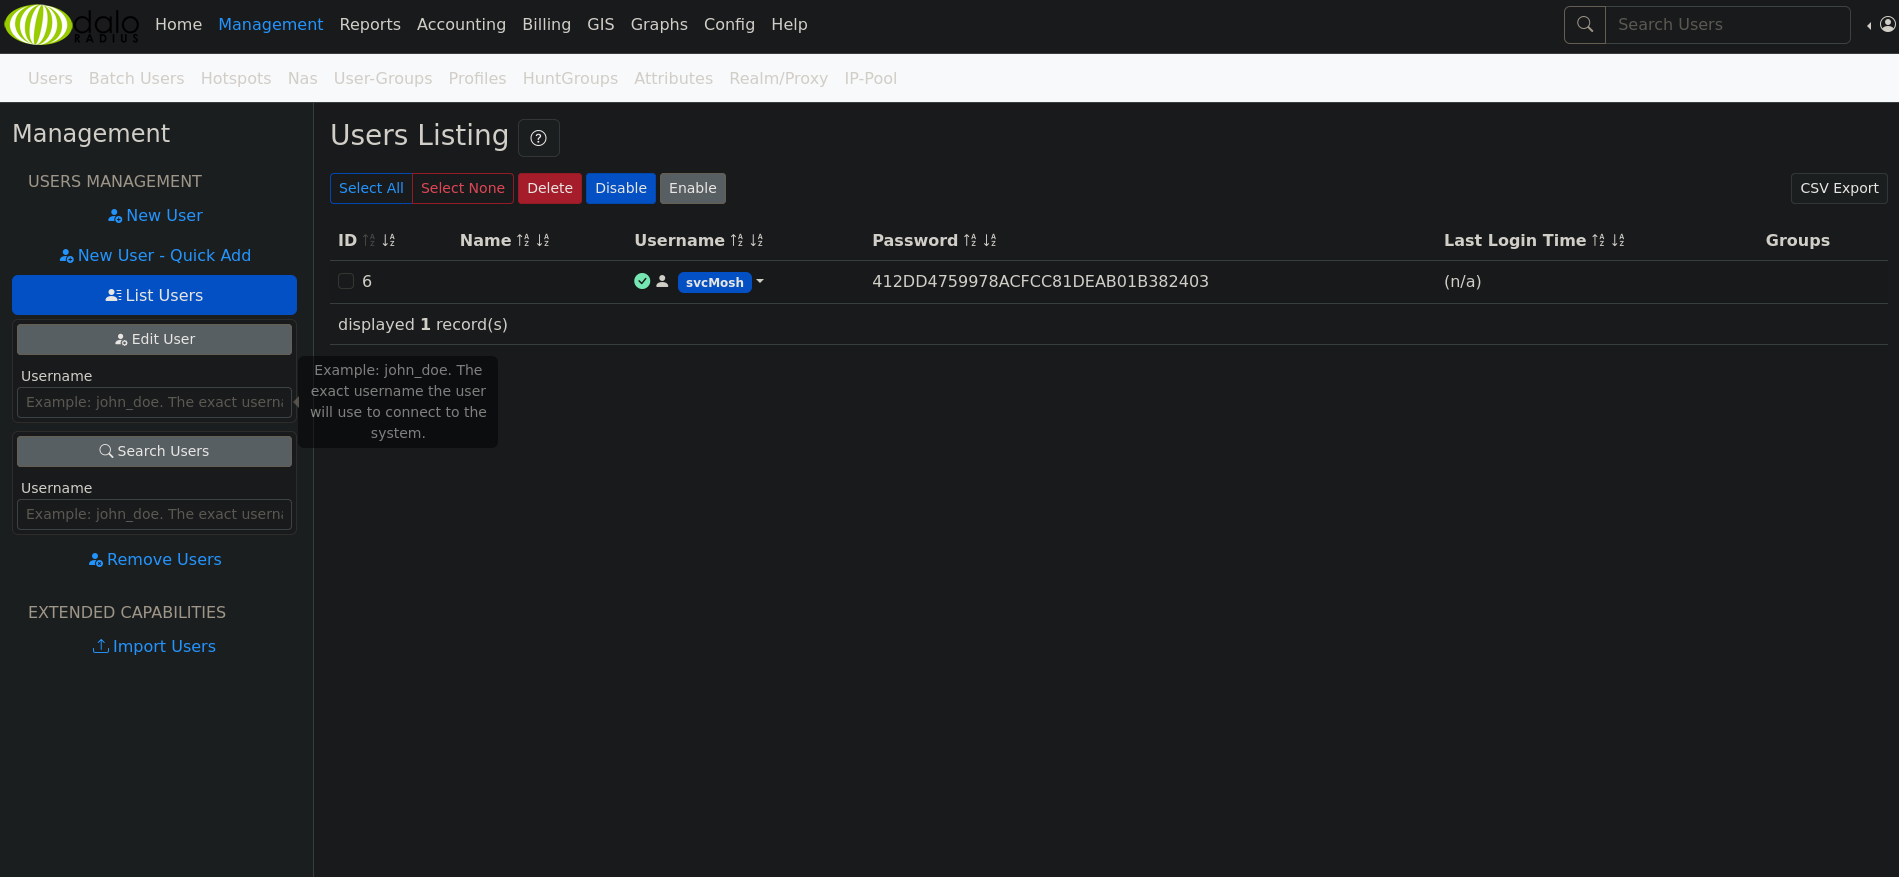 dalo RADIUS Home Management Reports Accounting Billing GIS Graphs Config Help Search Users
Users Batch Users Hotspots Nas User-Groups Profiles HuntGroups Attributes Realm/Proxy IP-Pool
Management
USERS MANAGEMENT
New User
New User - Quick Add
List Users
Edit User
Username
Example: john_doe. The exact userna
Search Users
Username
Example: john_doe. The exact userna
Remove Users
EXTENDED CAPABILITIES
Import Users
Users Listing
Select All Select None Delete Disable Enable CSV Export
ID Name Username Password Last Login Time Groups
6 svcMosh 412DD4759978ACFCC81DEAB01B382403 (n/a)
displayed 1 record(s)
Example: john_doe. The
exact username the user
will use to connect to the
system.